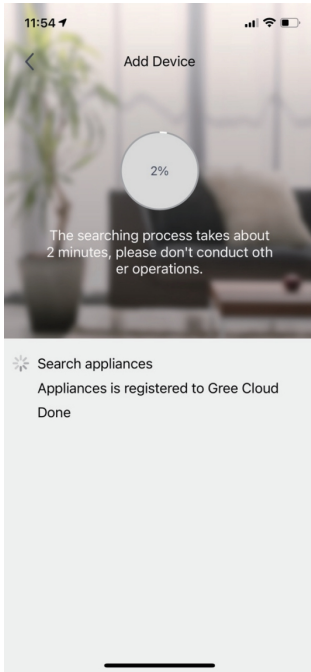 11:54
Add Device
2%
The searching process takes about
2 minutes, please don't conduct oth
er operations.
Search appliances
Appliances is registered to Gree Cloud
Done